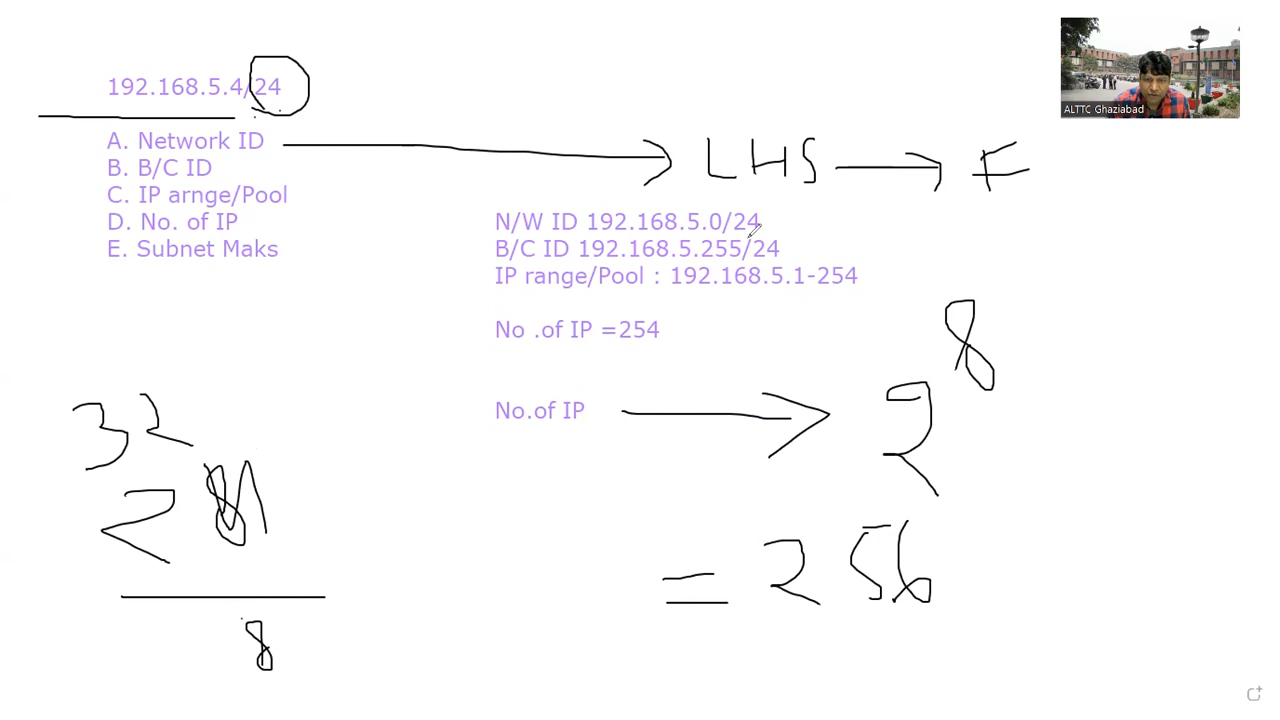 192.168.5.4/24
A. Network ID
B. B/C ID
C. IP arnge/Pool
D. No. of IP
E. Subnet Maks
LHS F
N/W ID 192.168.5.0/24
B/C ID 192.168.5.255/24
IP range/Pool : 192.168.5.1-254
No .of IP =254
No.of IP
2 8
= 256
32
24
8
ALTTC Ghaziabad